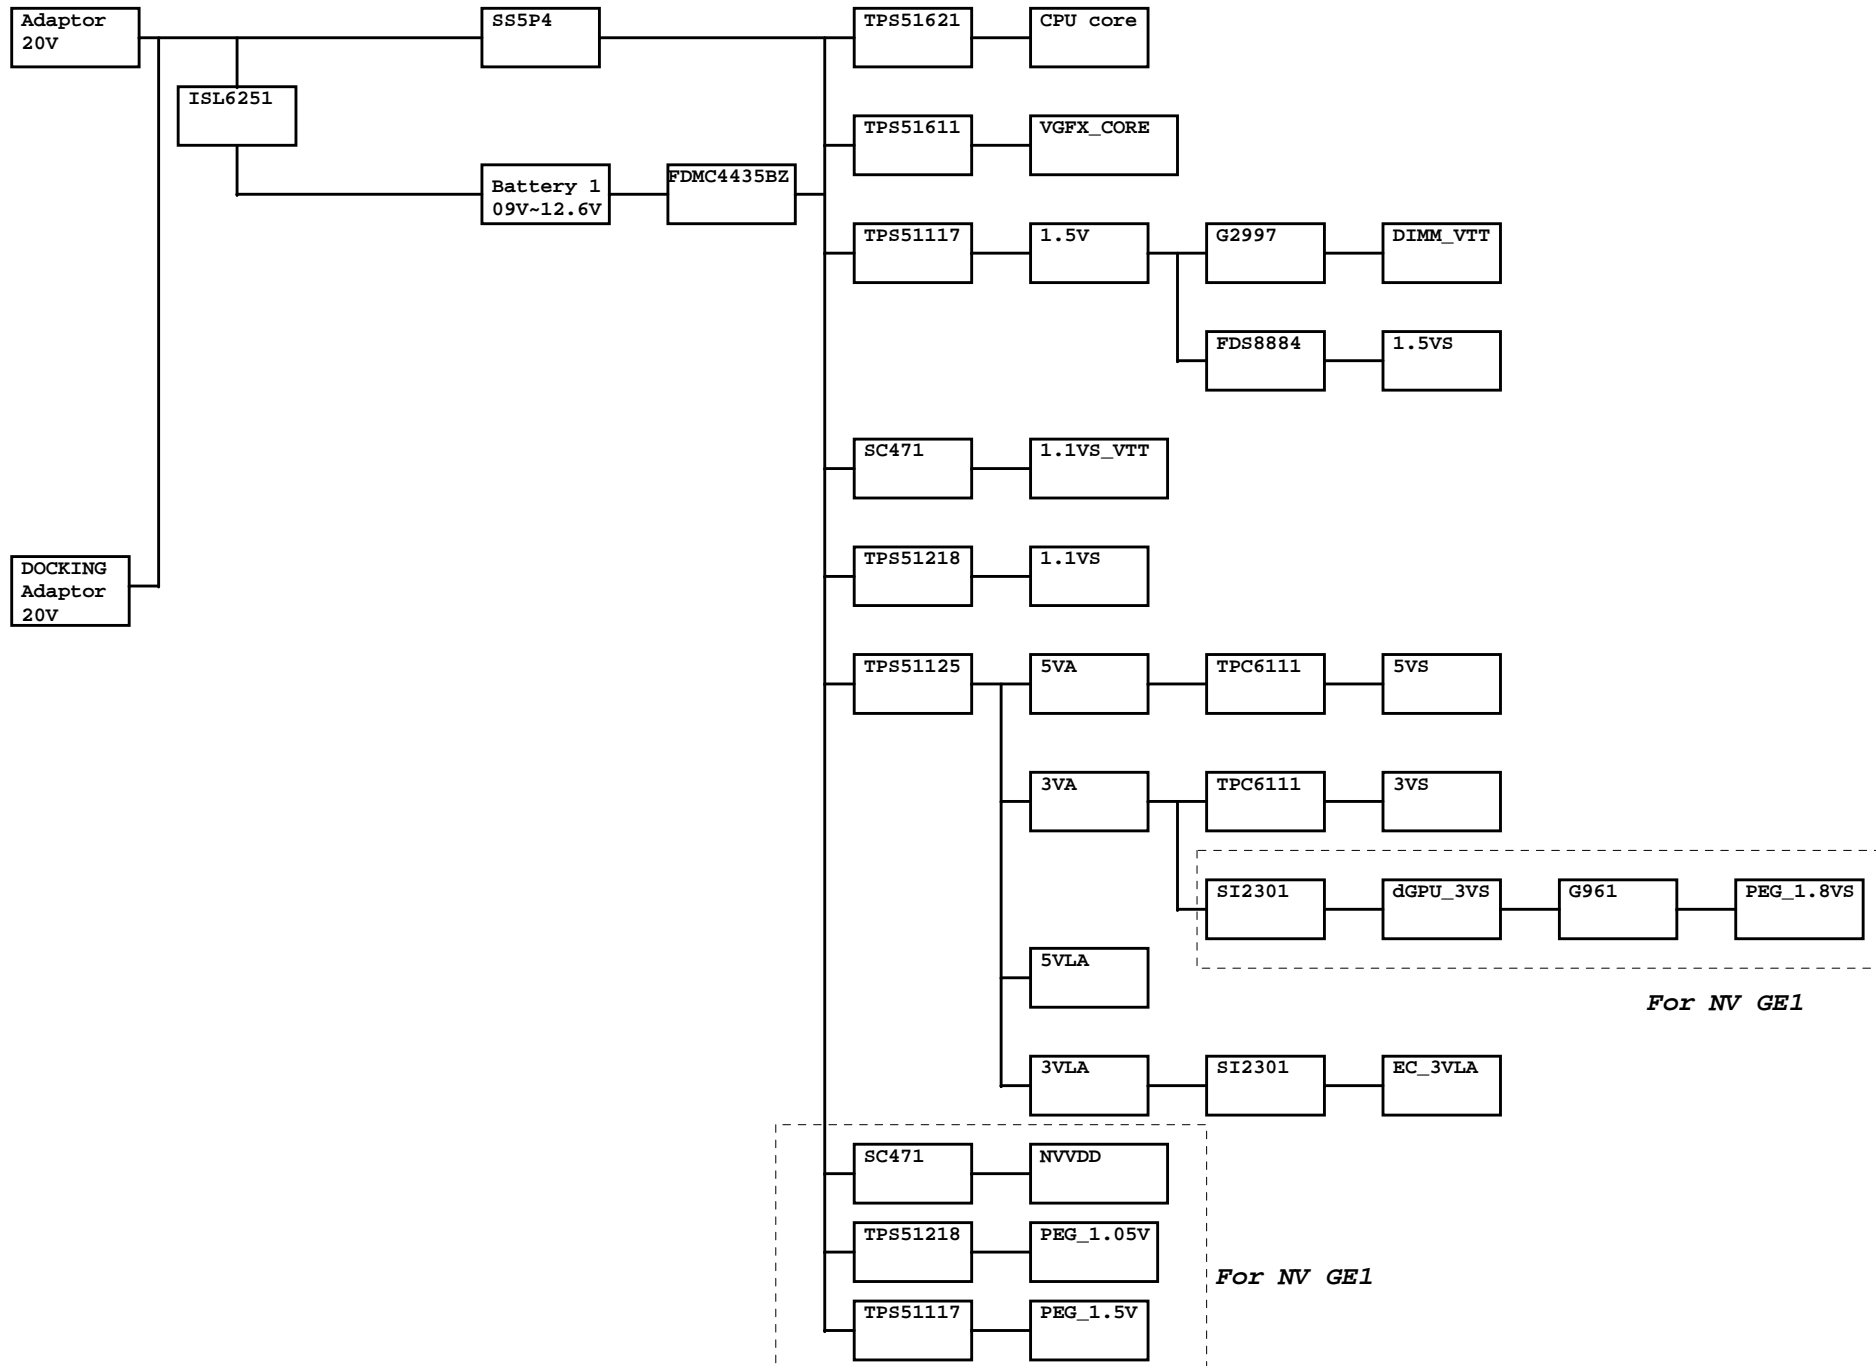 Adaptor
20V
SS5P4
TPS51621
CPU core
ISL6251
TPS51611
VGFX_CORE
Battery 1
09V~12.6V
FDMC4435BZ
TPS51117
1.5V
G2997
DIMM_VTT
FDS8884
1.5VS
SC471
1.1VS_VTT
DOCKING
Adaptor
20V
TPS51218
1.1VS
TPS51125
5VA
TPC6111
5VS
3VA
TPC6111
3VS
SI2301
dGPU_3VS
G961
PEG_1.8VS
5VLA
For NV GE1
3VLA
SI2301
EC_3VLA
SC471
NVVDD
TPS51218
PEG_1.05V
For NV GE1
TPS51117
PEG_1.5V